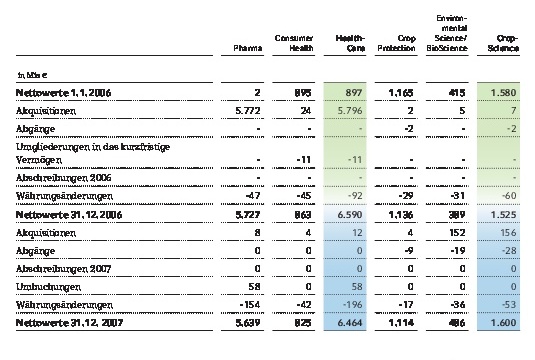 Pharma Consumer Health Health-Care Crop Protection Environ-mental Science/BioScience Crop-Science
in Mio €
Nettowerte 1.1.2006 2 895 897 1.165 415 1.580
Akquisitionen 5.772 24 5.796 2 5 7
Abgänge - - - -2 - -2
Umgliederungen in das kurzfristige
Vermögen - -11 -11 - - -
Abschreibungen 2006 - - - - - -
Währungsänderungen -47 -45 -92 -29 -31 -60
Nettowerte 31.12.2006 5.727 863 6.590 1.136 389 1.525
Akquisitionen 8 4 12 4 152 156
Abgänge 0 0 0 -9 -19 -28
Abschreibungen 2007 0 0 0 0 0 0
Umbuchungen 58 0 58 0 0 0
Währungsänderungen -154 -42 -196 -17 -36 -53
Nettowerte 31.12.2007 5.639 825 6.464 1.114 486 1.600